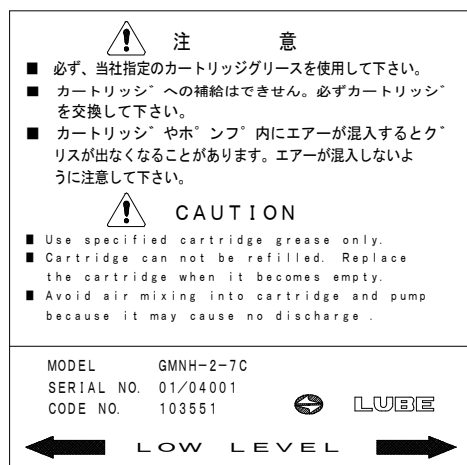 注 意
■ 必ず、当社指定のカートリッジグリースを使用して下さい。
■ カートリッシ゛への補給はできせん。必ずカートリッシ゛
を交換して下さい。
■ カートリッシ゛やホ゜ンフ゜内にエアーが混入するとク゛
リスが出なくなることがあります。エアーが混入しないよ
うに注意して下さい。
CAUTION
■ Use specified cartridge grease only.
■ Cartridge can not be refilled. Replace
the cartridge when it becomes empty.
■ Avoid air mixing into cartridge and pump
because it may cause no discharge .
MODEL GMNH-2-7C
SERIAL NO. 01/04001
CODE NO. 103551
LUBE
LOW LEVEL